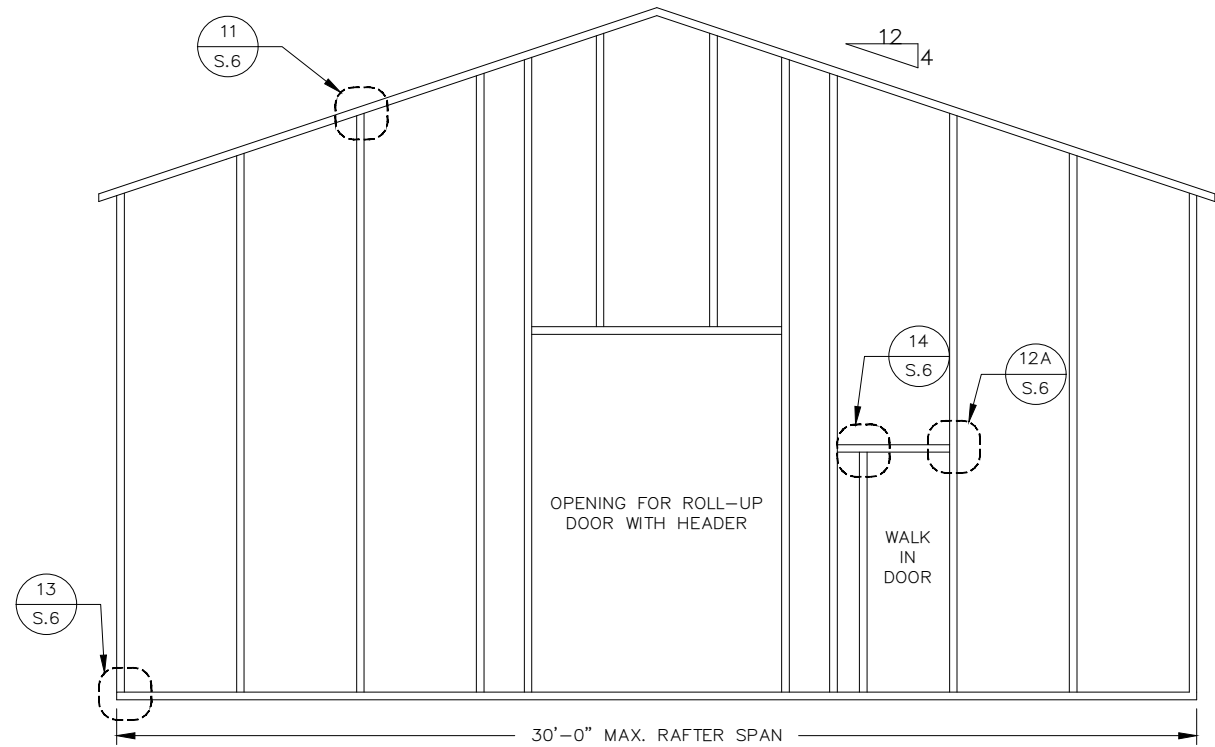 11
S.6
12
4
14
S.6
12A
S.6
OPENING FOR ROLL-UP
DOOR WITH HEADER
WALK
IN
DOOR
13
S.6
30'-0" MAX. RAFTER SPAN